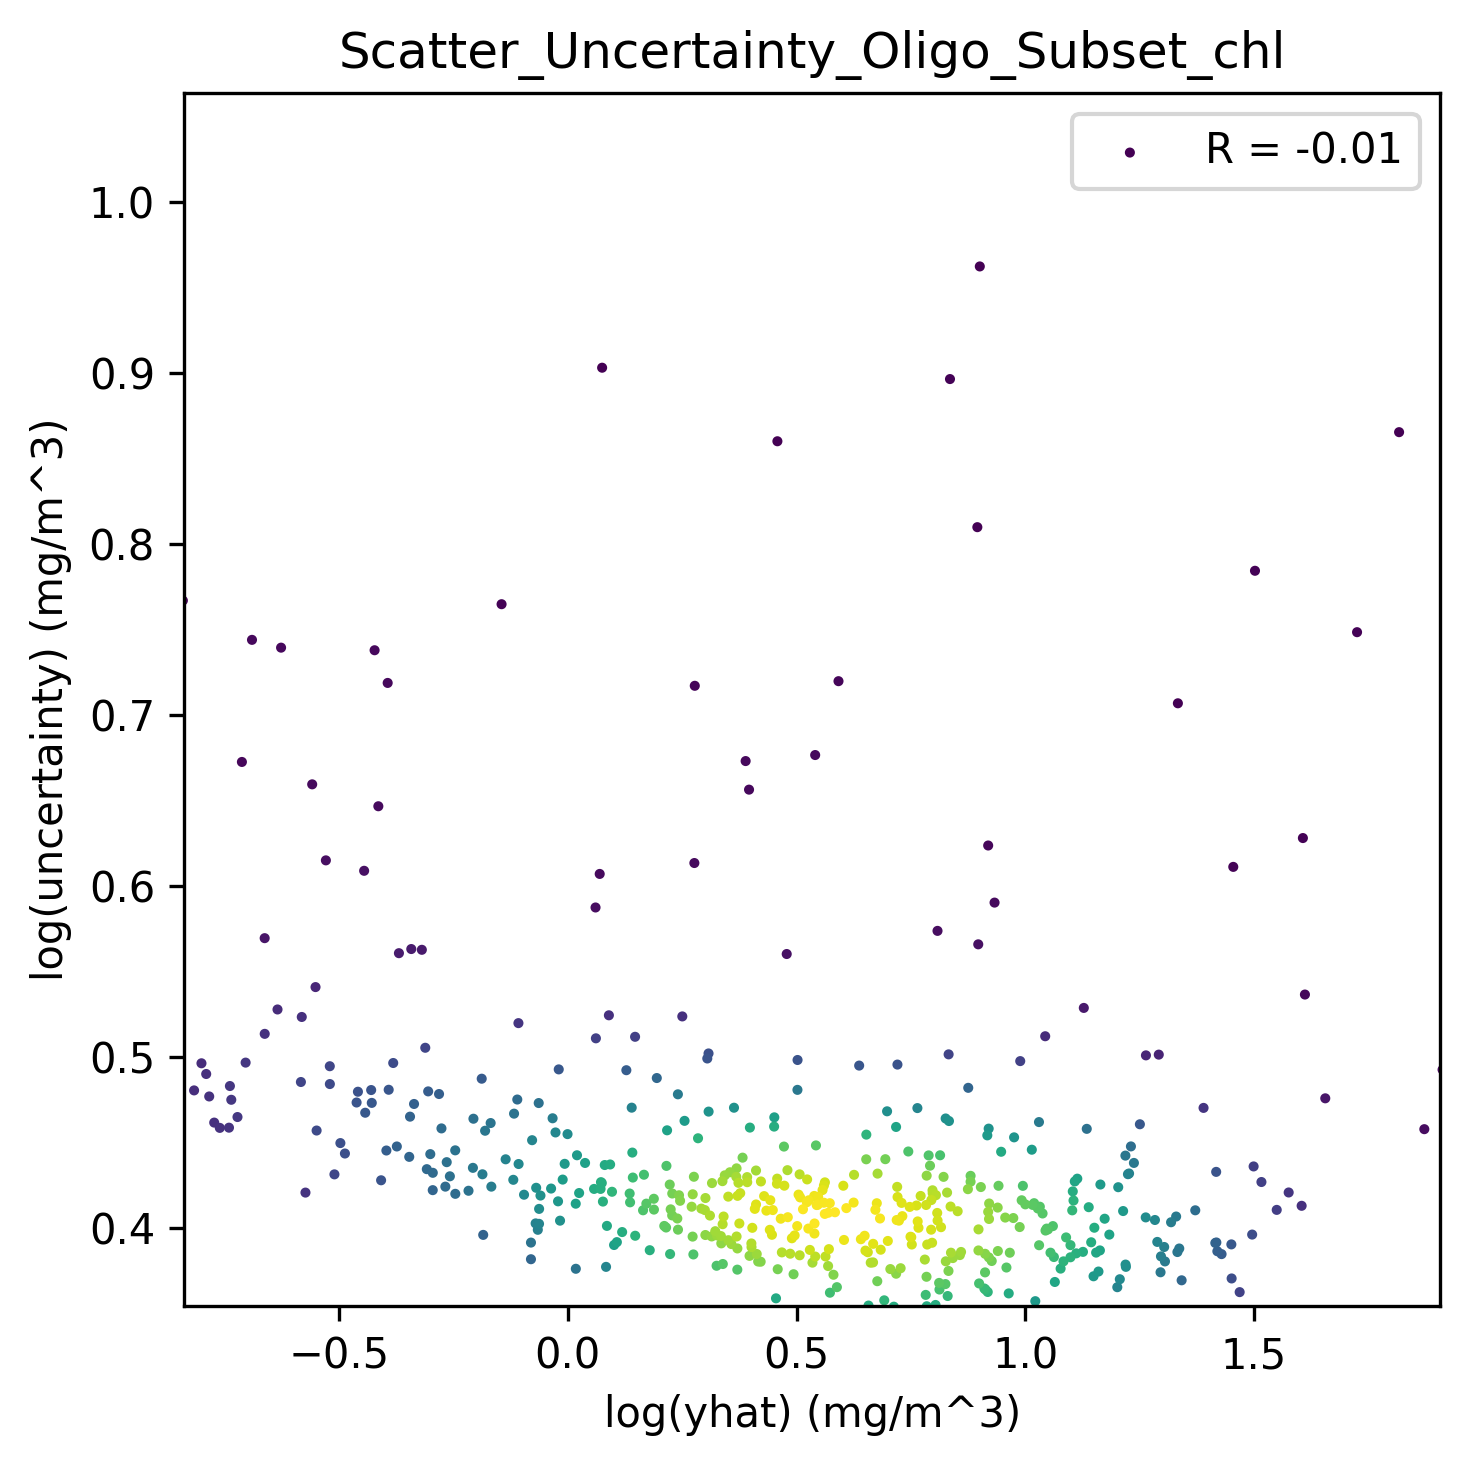 Scatter_Uncertainty_Oligo_Subset_chl
R = -0.01
log(uncertainty) (mg/m^3)
1.0
0.9
0.8
0.7
0.6
0.5
0.4
−0.5 0.0 0.5 1.0 1.5
log(yhat) (mg/m^3)